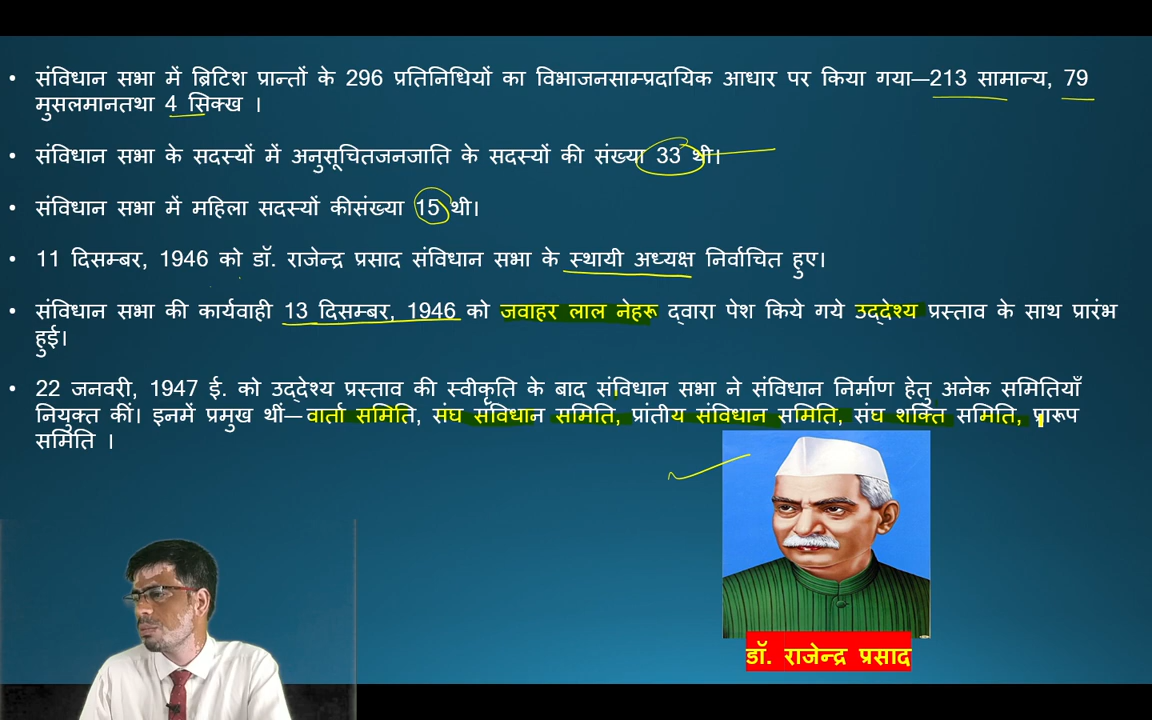 • संविधान सभा में ब्रिटिश प्रान्तों के 296 प्रतिनिधियों का विभाजनसाम्प्रदायिक आधार पर किया गया—213 सामान्य, 79
मुसलमानतथा 4 सिक्ख ।
• संविधान सभा के सदस्यों में अनुसूचितजनजाति के सदस्यों की संख्या 33 थी।
• संविधान सभा में महिला सदस्यों कीसंख्या 15 थी।
• 11 दिसम्बर, 1946 को डॉ. राजेन्द्र प्रसाद संविधान सभा के स्थायी अध्यक्ष निर्वाचित हुए।
• संविधान सभा की कार्यवाही 13 दिसम्बर, 1946 को जवाहर लाल नेहरू द्वारा पेश किये गये उद्देश्य प्रस्ताव के साथ प्रारंभ
हुई।
• 22 जनवरी, 1947 ई. को उद्देश्य प्रस्ताव की स्वीकृति के बाद संविधान सभा ने संविधान निर्माण हेतु अनेक समितियाँ
नियुक्त कीं। इनमें प्रमुख थीं—वार्ता समिति, संघ संविधान समिति, प्रांतीय संविधान समिति, संघ शक्ति समिति, प्रारूप
समिति ।
डॉ. राजेन्द्र प्रसाद